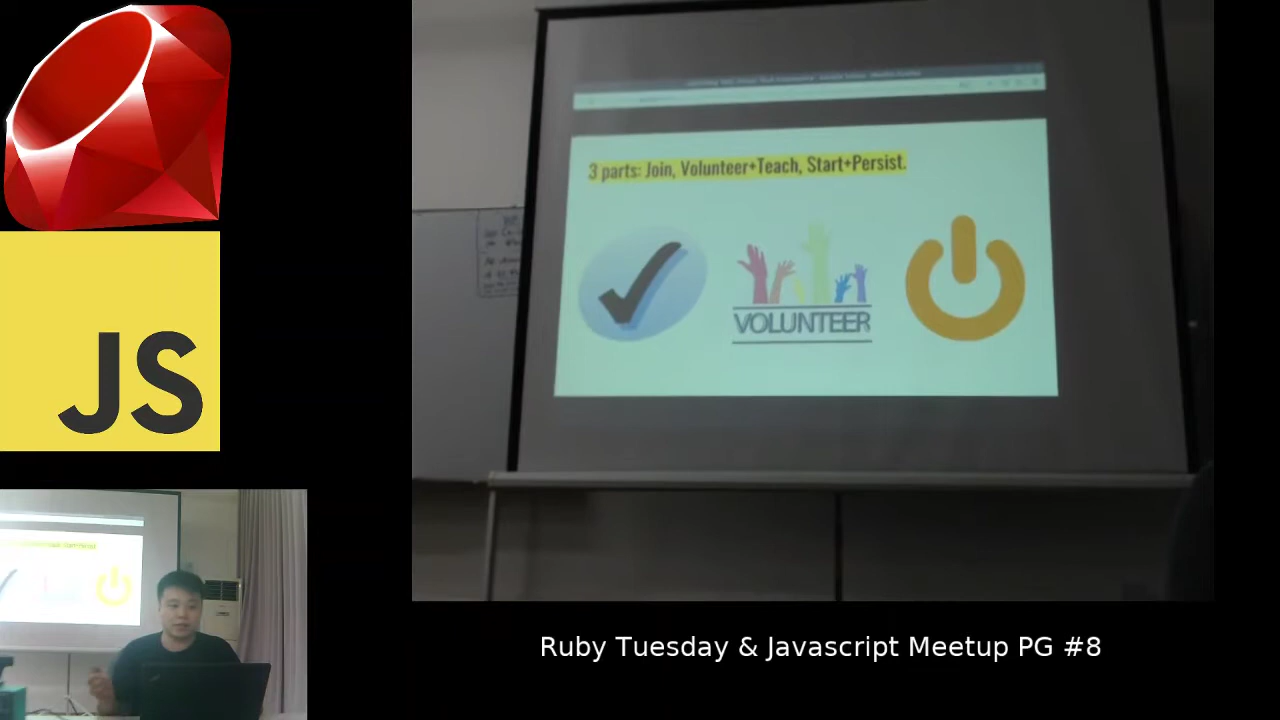 3 parts: Join, Volunteer+Teach, Start+Persist.
VOLUNTEER
JS
Ruby Tuesday & Javascript Meetup PG #8